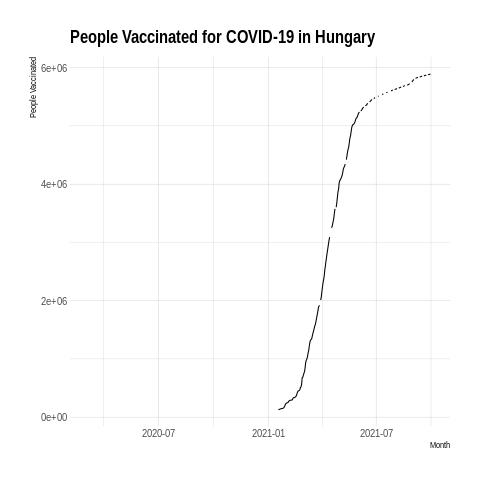 People Vaccinated for COVID-19 in Hungary
People Vaccinated
6e+06
4e+06
2e+06
0e+00
2020-07
2021-01
2021-07
Month